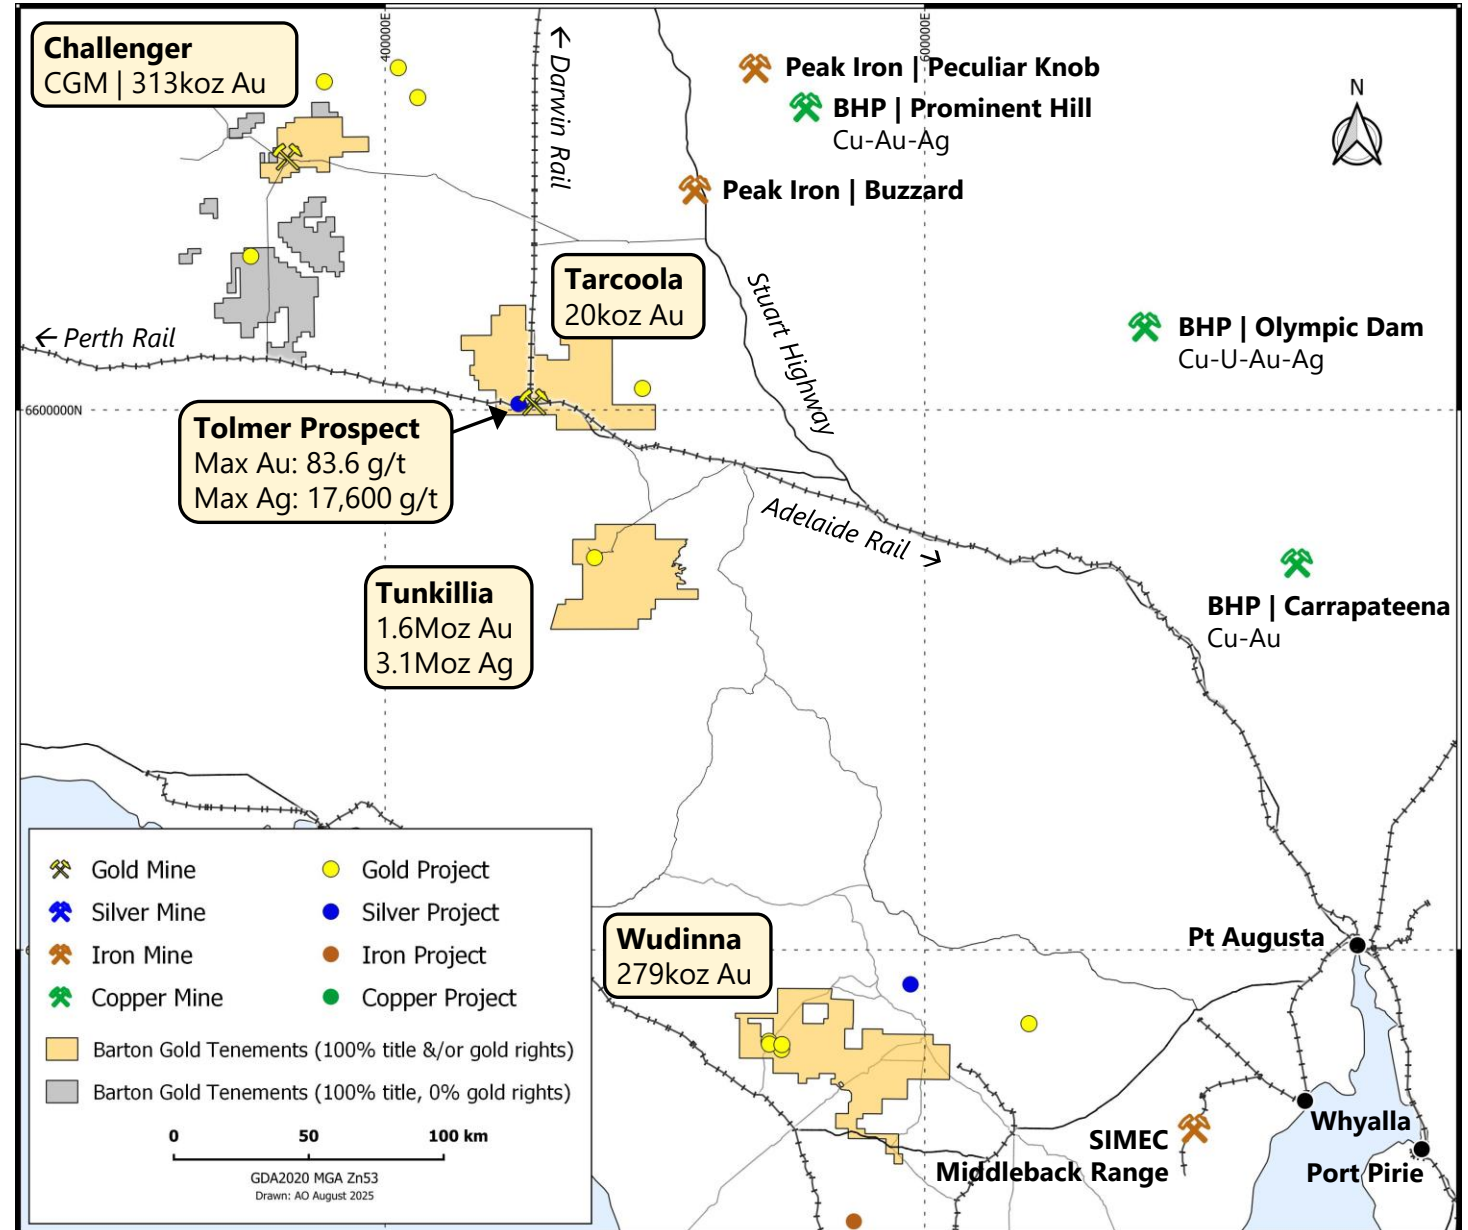 Challenger
CGM | 313koz Au
400000E
← Darwin Rail
600000E
Peak Iron | Peculiar Knob
BHP | Prominent Hill
Cu-Au-Ag
N
Peak Iron | Buzzard
Tarcoola
20koz Au
Stuart Highway
← Perth Rail
BHP | Olympic Dam
Cu-U-Au-Ag
6600000N
Tolmer Prospect
Max Au: 83.6 g/t
Max Ag: 17,600 g/t
Adelaide Rail →
Tunkillia
1.6Moz Au
3.1Moz Ag
BHP | Carrapateena
Cu-Au
Gold Mine
Gold Project
Silver Mine
Silver Project
Iron Mine
Iron Project
Copper Mine
Copper Project
Barton Gold Tenements (100% title &/or gold rights)
Barton Gold Tenements (100% title, 0% gold rights)
0 50 100 km
GDA2020 MGA Zn53
Drawn: AO August 2025
Wudinna
279koz Au
Pt Augusta
Whyalla
SIMEC
Middleback Range
Port Pirie